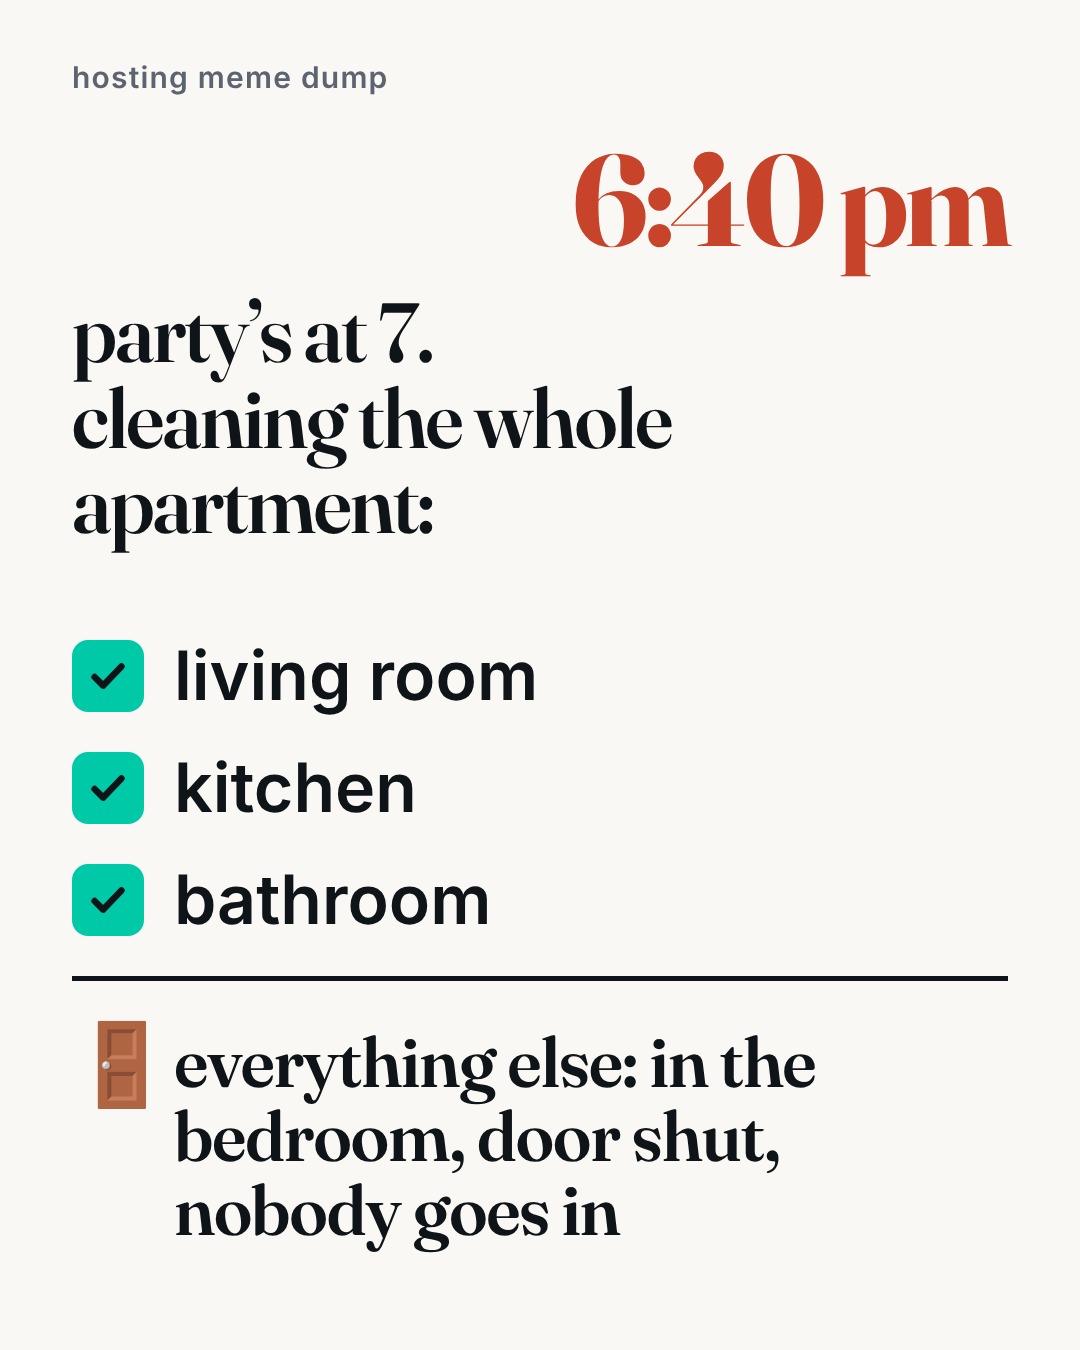 hosting meme dump
6:40 pm
party’s at 7.
cleaning the whole
apartment:
living room
kitchen
bathroom
everything else: in the
bedroom, door shut,
nobody goes in